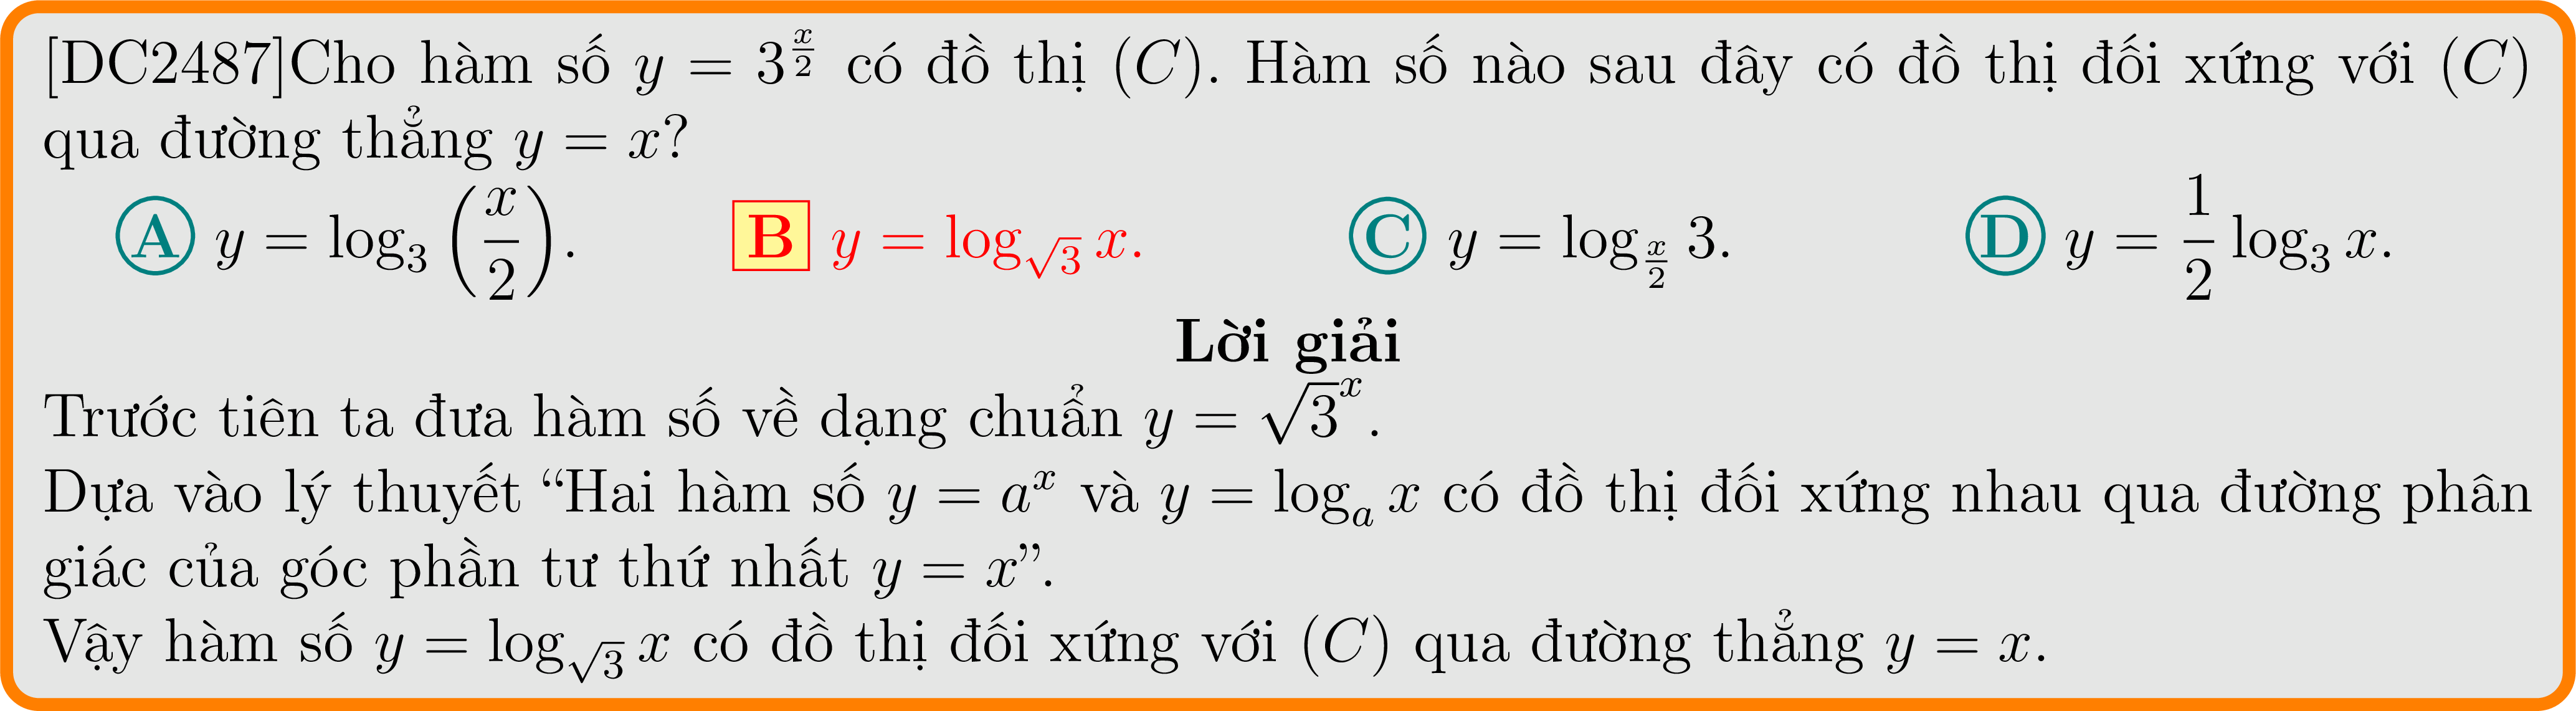 [DC2487]Cho hàm số $y = 3^{\frac{x}{2}}$ có đồ thị $(C)$. Hàm số nào sau đây có đồ thị đối xứng với $(C)$
qua đường thẳng $y = x$?
A $y = \log_3 \left(\frac{x}{2}\right)$. B $y = \log_{\sqrt{3}} x$. C $y = \log_{\frac{x}{2}} 3$. D $y = \frac{1}{2} \log_3 x$.
Lời giải
Trước tiên ta đưa hàm số về dạng chuẩn $y = \sqrt{3}^x$.
Dựa vào lý thuyết “Hai hàm số $y = a^x$ và $y = \log_a x$ có đồ thị đối xứng nhau qua đường phân
giác của góc phần tư thứ nhất $y = x$”.
Vậy hàm số $y = \log_{\sqrt{3}} x$ có đồ thị đối xứng với $(C)$ qua đường thẳng $y = x$.